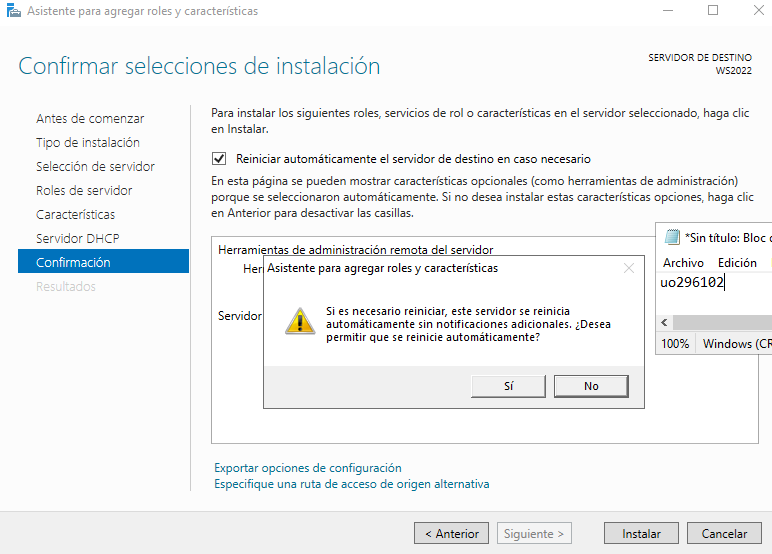 Asistente para agregar roles y características
Confirmar selecciones de instalación
SERVIDOR DE DESTINO
WS2022
Antes de comenzar
Tipo de instalación
Selección de servidor
Roles de servidor
Características
Servidor DHCP
Confirmación
Resultados
Para instalar los siguientes roles, servicios de rol o características en el servidor seleccionado, haga clic
en Instalar.
Reiniciar automáticamente el servidor de destino en caso necesario
En esta página se pueden mostrar características opcionales (como herramientas de administración)
porque se seleccionaron automáticamente. Si no desea instalar estas características opciones, haga clic
en Anterior para desactivar las casillas.
Herramientas de administración remota del servidor
Her
Servidor
Asistente para agregar roles y características
Si es necesario reiniciar, este servidor se reinicia
automáticamente sin notificaciones adicionales. ¿Desea
permitir que se reinicie automáticamente?
Sí
No
*Sin título: Bloc d
Archivo Edición
uo296102
100% Windows (CR
Exportar opciones de configuración
Especifique una ruta de acceso de origen alternativa
< Anterior
Siguiente >
Instalar
Cancelar